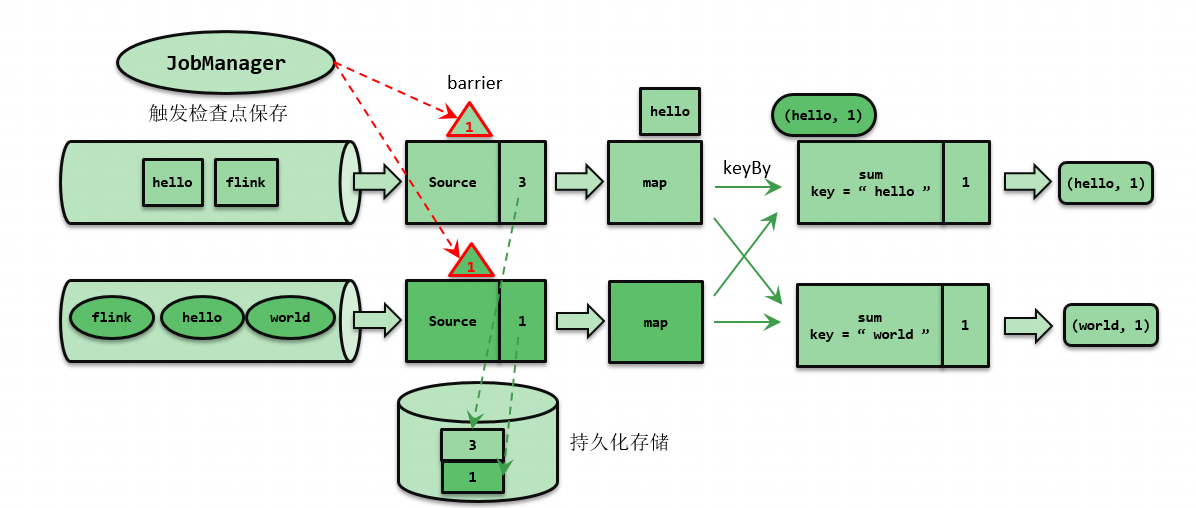 JobManager
触发检查点保存
barrier
1
hello
(hello, 1)
hello
flink
Source
3
map
keyBy
sum
key = “ hello ”
1
(hello, 1)
1
flink
hello
world
Source
1
map
sum
key = “ world ”
1
(world, 1)
3
1
持久化存储